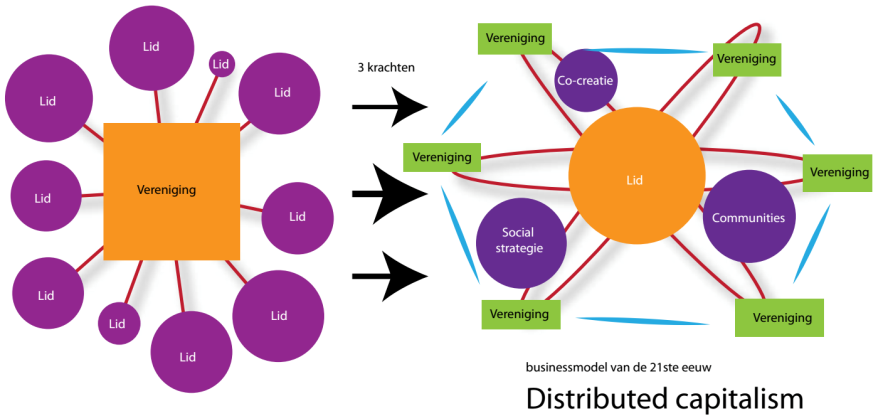 Lid
Lid
Lid
Lid
Lid
Vereniging
Lid
Lid
Lid
Lid
Lid
3 krachten
Vereniging
Vereniging
Co-creatie
Vereniging
Vereniging
Lid
Communities
Social
strategie
Vereniging
Vereniging
businessmodel van de 21ste eeuw
Distributed capitalism